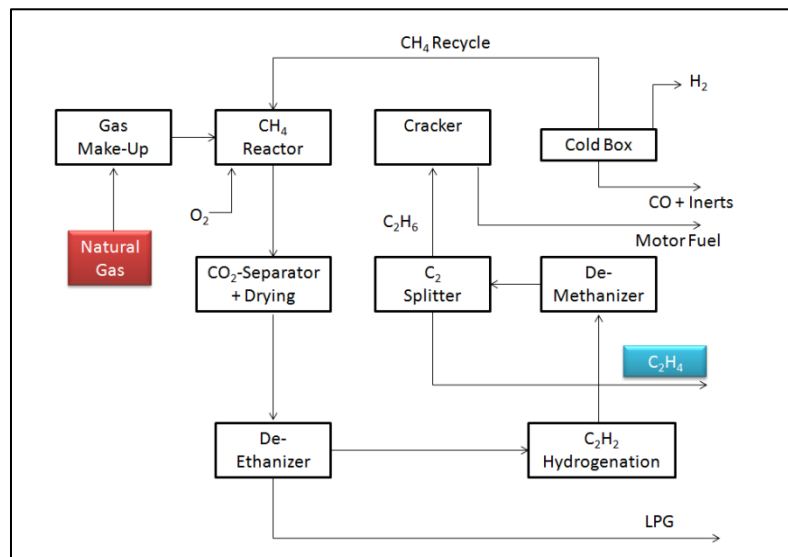 CH₄ Recycle
H₂
Gas
Make-Up
CH₄
Reactor
Cracker
Cold Box
O₂
CO + Inerts
C₂H₆
Motor Fuel
Natural
Gas
CO₂-Separator
+ Drying
C₂
Splitter
De-
Methanizer
C₂H₄
De-
Ethanizer
C₂H₂
Hydrogenation
LPG